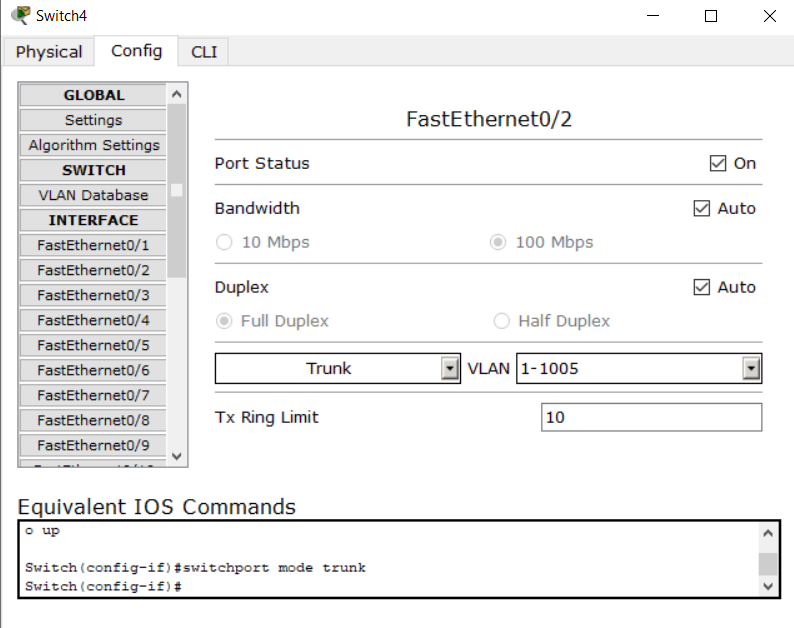 Switch4
Physical Config CLI
GLOBAL
Settings
Algorithm Settings
SWITCH
VLAN Database
INTERFACE
FastEthernet0/1
FastEthernet0/2
FastEthernet0/3
FastEthernet0/4
FastEthernet0/5
FastEthernet0/6
FastEthernet0/7
FastEthernet0/8
FastEthernet0/9
FastEthernet0/2
Port Status On
Bandwidth Auto
10 Mbps 100 Mbps
Duplex Auto
Full Duplex Half Duplex
Trunk VLAN 1-1005
Tx Ring Limit 10
Equivalent IOS Commands
o up
Switch(config-if)#switchport mode trunk
Switch(config-if)#